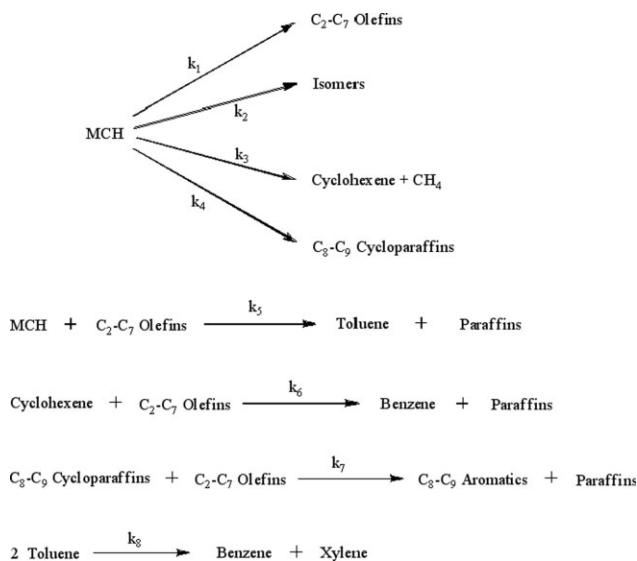 C₂-C₇ Olefins
k₁
Isomers
k₂
MCH
k₃
Cyclohexene + CH₄
k₄
C₈-C₉ Cycloparaffins
k₅
MCH + C₂-C₇ Olefins Toluene + Paraffins
k₆
Cyclohexene + C₂-C₇ Olefins Benzene + Paraffins
k₇
C₈-C₉ Cycloparaffins + C₂-C₇ Olefins C₈-C₉ Aromatics + Paraffins
k₈
2 Toluene Benzene + Xylene